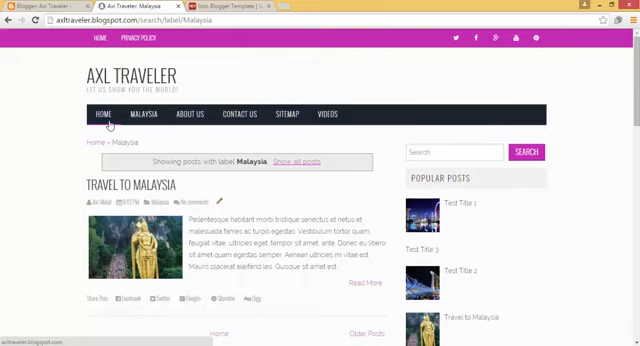 Blogger: Axl Traveler -
Axl Traveler: Malaysia
Icon Blogger Template | 
axltraveler.blogspot.com/search/label/Malaysia
HOME PRIVACY POLICY
AXL TRAVELER
LET US SHOW YOU THE WORLD!
HOME MALAYSIA ABOUT US CONTACT US SITEMAP VIDEOS
Home » Malaysia
Showing posts with label Malaysia. Show all posts
TRAVEL TO MALAYSIA
Malaysia No comments
Pellentesque habitant morbi tristique senectus et netus et
malesuada fames ac turpis egestas. Vestibulum tortor quam,
feugiat vitae, ultricies eget, tempor sit amet, ante. Donec eu libero
sit amet quam egestas semper. Aenean ultricies mi vitae est.
Mauris placerat eleifend leo. Quisque sit amet est.
Read More
Share This: Facebook Twitter Google+ Stumble Digg
Home
Older Posts
Search SEARCH
POPULAR POSTS
Test Title 1
Test Title 3
Test Title 2
Travel to Malaysia
axltraveler.blogspot.com